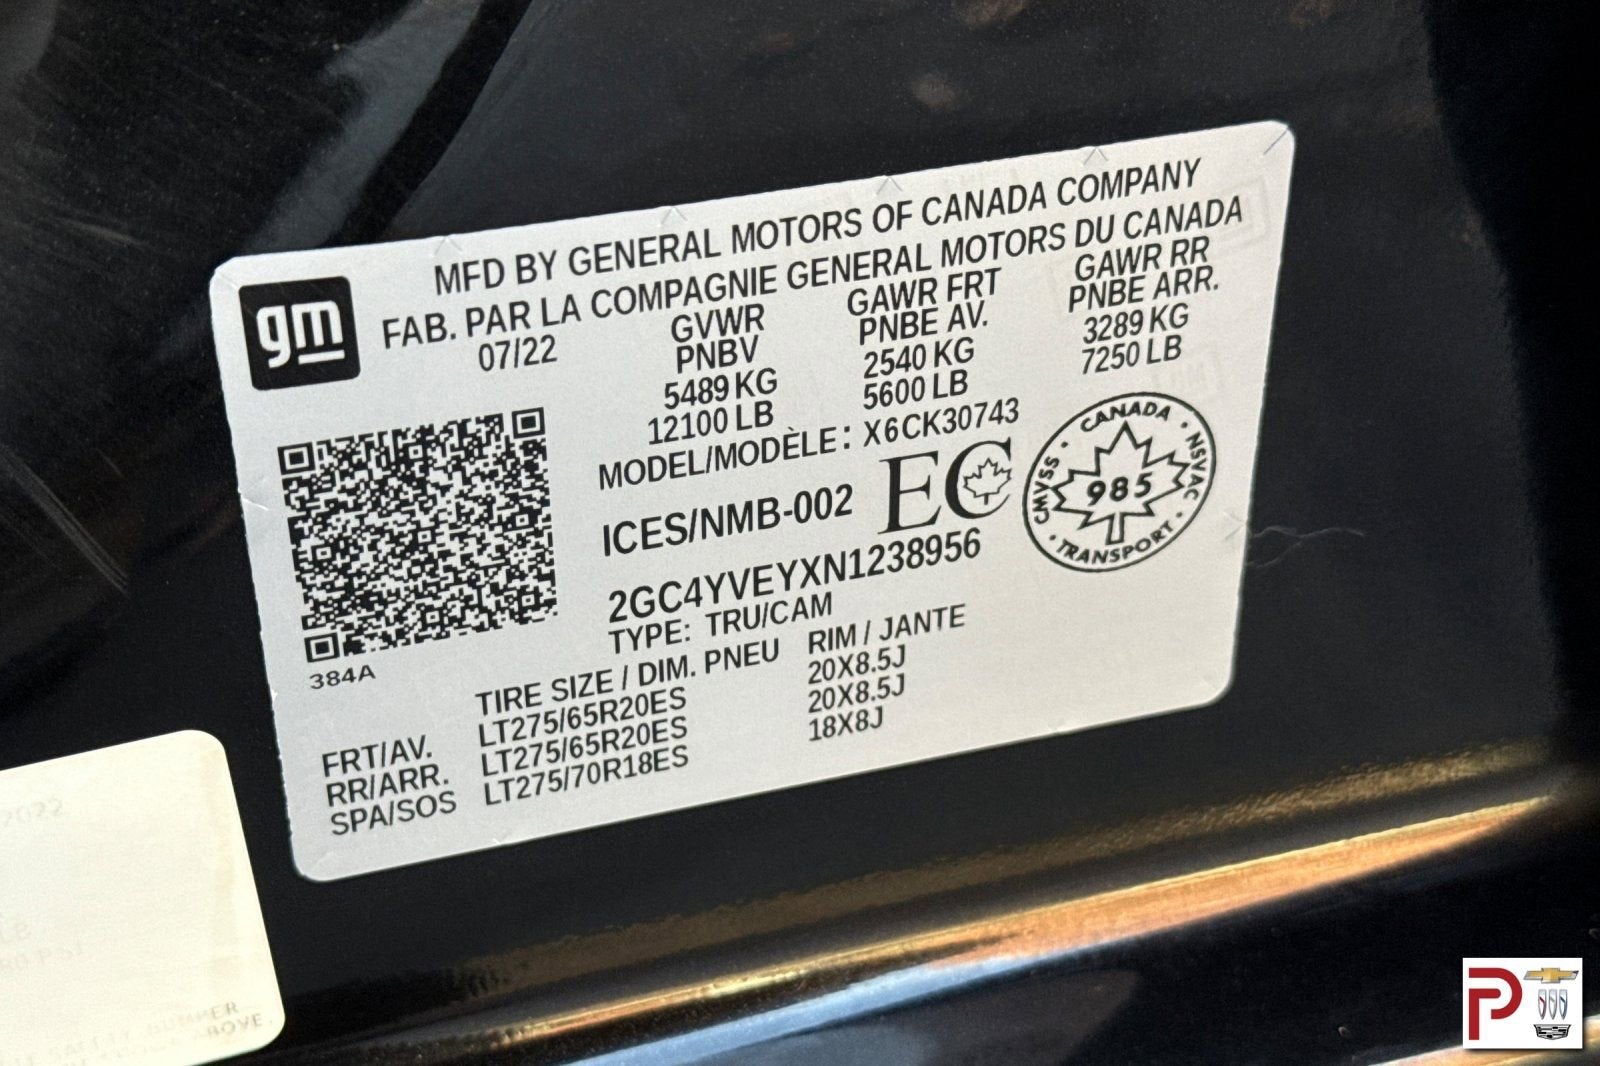 gm
MFD BY GENERAL MOTORS OF CANADA COMPANY
FAB. PAR LA COMPAGNIE GENERAL MOTORS DU CANADA
07/22
GVWR
PNBV
5489 KG
12100 LB
GAWR FRT
PNBE AV.
2540 KG
5600 LB
GAWR RR
PNBE ARR.
3289 KG
7250 LB
MODEL/MODÈLE: X6CK30743
ICES/NMB-002 EC
CANADA · NSVAC · TRANSPORT · CMVSS ·
985
2GC4YVEYXN1238956
TYPE: TRU/CAM
384A
TIRE SIZE / DIM. PNEU RIM / JANTE
FRT/AV. LT275/65R20ES 20X8.5J
RR/ARR. LT275/65R20ES 20X8.5J
SPA/SOS LT275/70R18ES 18X8J
2022
LB
ABOVE.
P